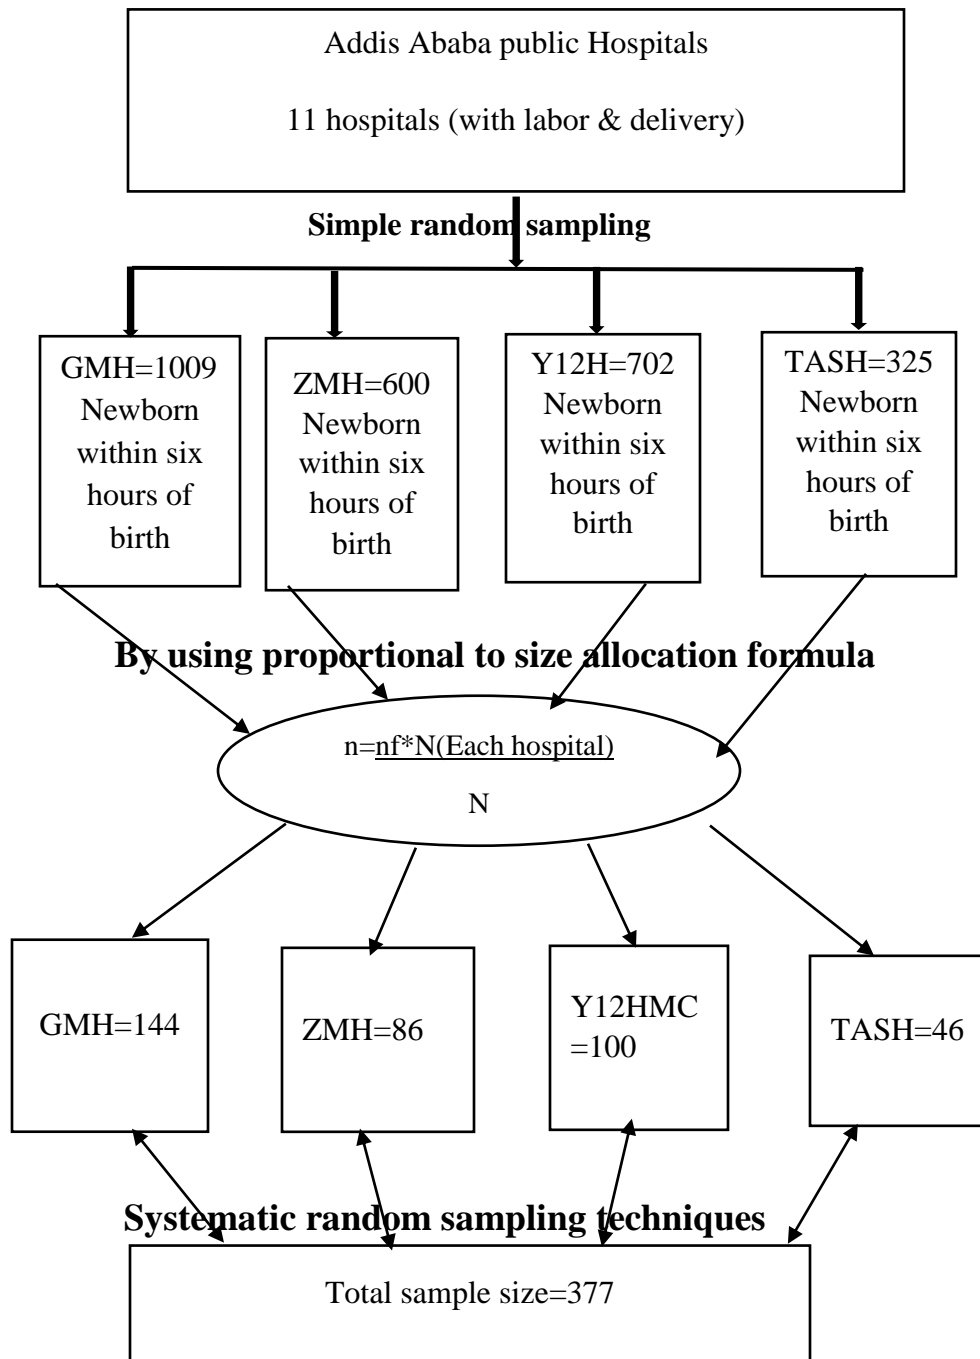 Addis Ababa public Hospitals
11 hospitals (with labor & delivery)
Simple random sampling
GMH=1009
Newborn
within six
hours of
birth
ZMH=600
Newborn
within six
hours of
birth
Y12H=702
Newborn
within six
hours of
birth
TASH=325
Newborn
within six
hours of
birth
By using proportional to size allocation formula
n=nf*N(Each hospital)
N
GMH=144
ZMH=86
Y12HMC
=100
TASH=46
Systematic random sampling techniques
Total sample size=377